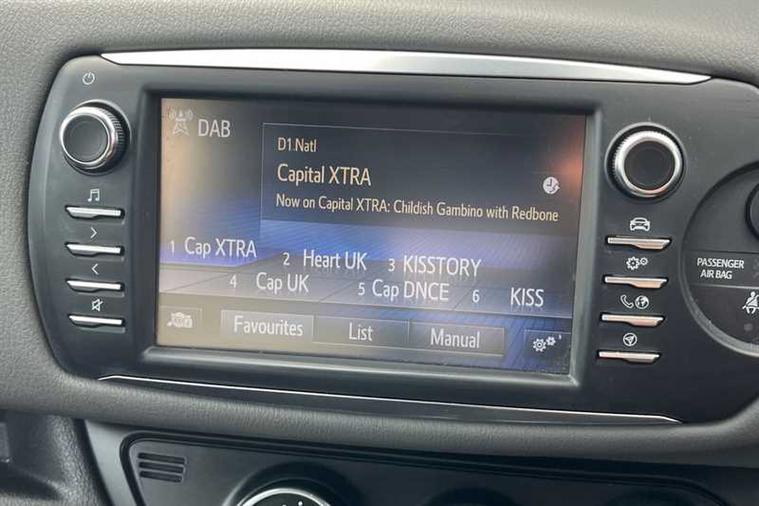 DAB
D1 Natl
Capital XTRA
Now on Capital XTRA: Childish Gambino with Redbone
1 Cap XTRA 2 Heart UK 3 KISSTORY
4 Cap UK 5 Cap DNCE 6 KISS
Favourites List Manual
PASSENGER
AIR BAG